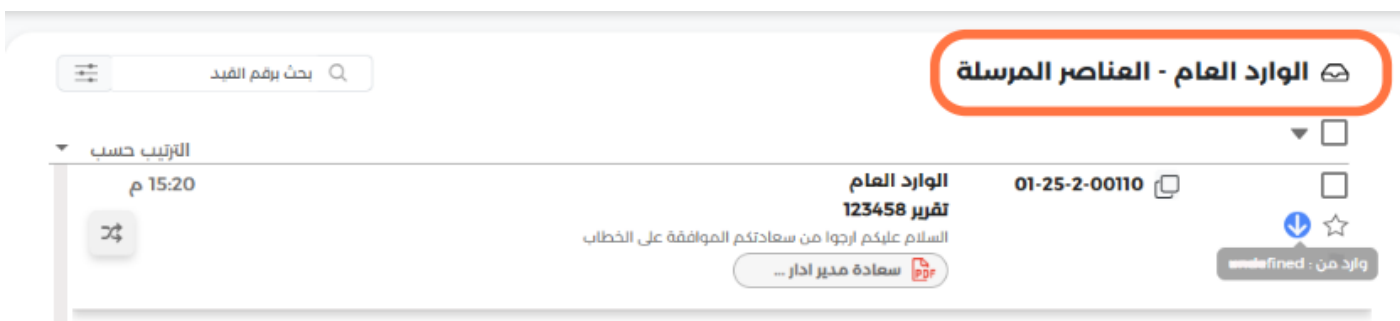 الوارد العام - العناصر المرسلة
بحث برقم القيد
الترتيب حسب
01-25-2-00110
الوارد العام
15:20 م
تقرير 123458
السلام عليكم ارجوا من سعادتكم الموافقة على الخطاب
وارد من : undefined
PDF سعادة مدير ادار ...